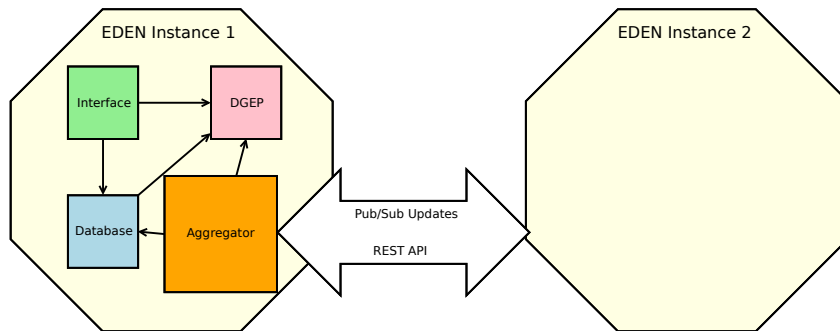 EDEN Instance 1
EDEN Instance 2
Interface
DGEP
Database
Aggregator
Pub/Sub Updates
REST API